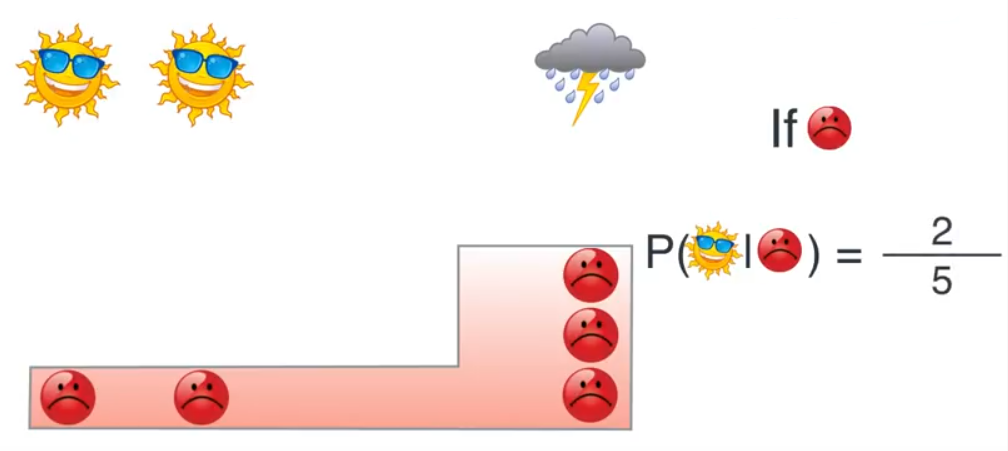 If
P( | ) = 2
5